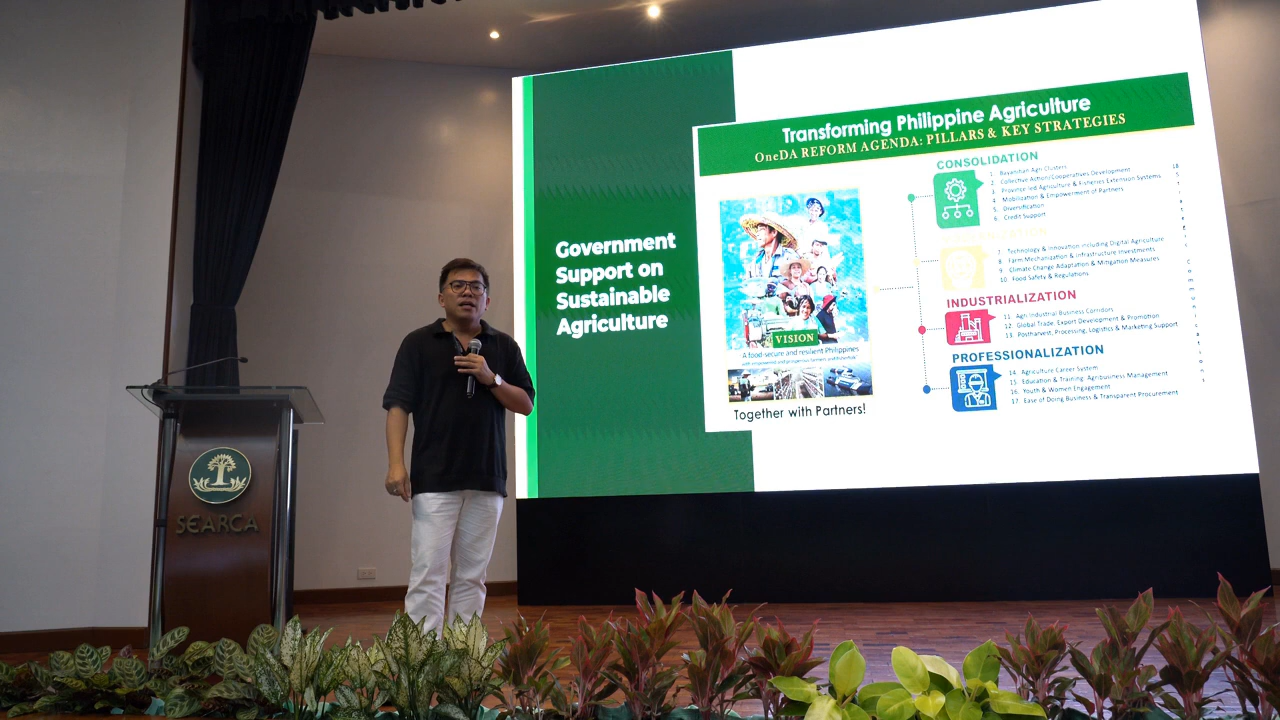 SEARCA
Government
Support on
Sustainable
Agriculture
Transforming Philippine Agriculture
OneDA REFORM AGENDA: PILLARS & KEY STRATEGIES
VISION
A food-secure and resilient Philippines
Together with Partners!
CONSOLIDATION
1. Bayanihan Agri Clusters
2. Collective Action/Cooperatives Development
3. Province-led Agriculture & Fisheries Extension Systems
4. Mobilization & Empowerment of Partners
5. Diversification
6. Credit Support
7. Technology & Innovation including Digital Agriculture
8. Farm Mechanization & Infrastructure Investments
9. Climate Change Adaptation & Mitigation Measures
10. Food Safety & Regulations
INDUSTRIALIZATION
11. Agri Industrial Business Corridors
12. Global Trade, Export Development & Promotion
13. Postharvest, Processing, Logistics & Marketing Support
PROFESSIONALIZATION
14. Agriculture Career System
15. Education & Training: Agribusiness Management
16. Youth & Women Engagement
17. Ease of Doing Business & Transparent Procurement
18